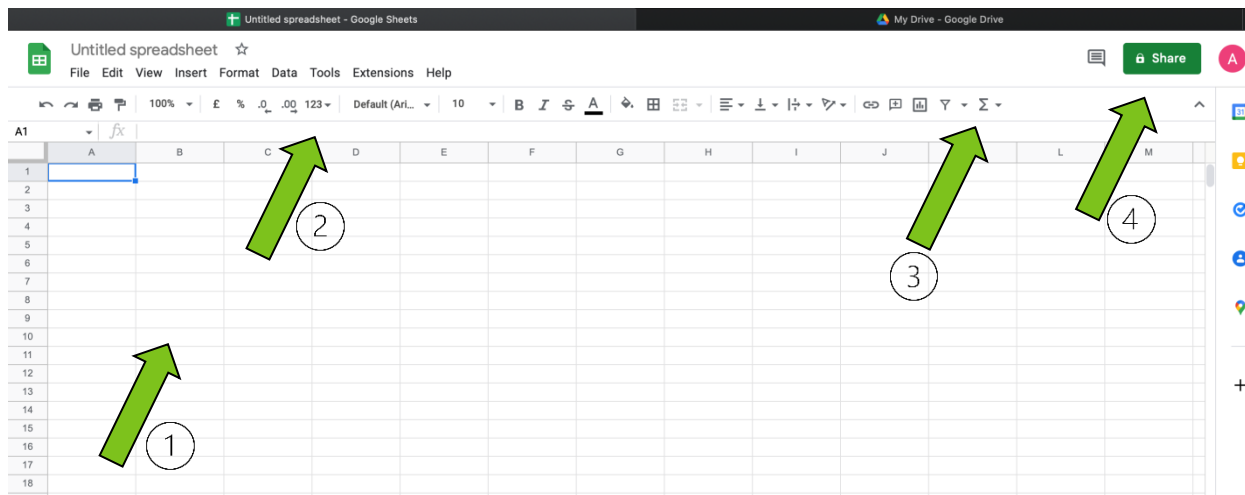 Untitled spreadsheet - Google Sheets
My Drive - Google Drive
Untitled spreadsheet
Share
A
File Edit View Insert Format Data Tools Extensions Help
100% £ % .0 .00 123 Default (Ari... 10 B I S A Σ
31
A1 fx
A B C D E F G H I J L M
1
2
3
4
5
6
7
8
9
10
11
12
13
14
15
16
17
18
2
4
3
1